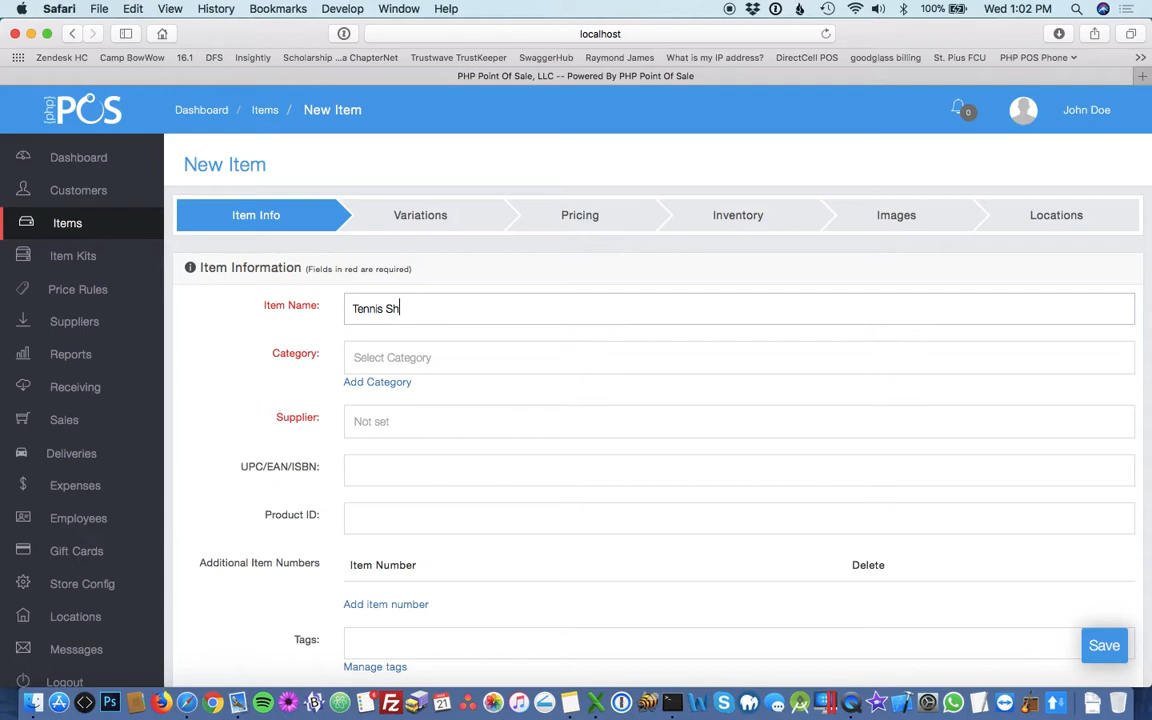 Safari File Edit View History Bookmarks Develop Window Help 100% Wed 1:02 PM
localhost
Zendesk HC Camp BowWow 16.1 DFS Insightly Scholarship ...a ChapterNet Trustwave TrustKeeper SwaggerHub Raymond James What is my IP address? DirectCell POS goodglass billing St. Pius FCU PHP POS Phone
PHP Point Of Sale, LLC -- Powered By PHP Point Of Sale
{php} POS Dashboard / Items / New Item 0 John Doe
Dashboard
Customers
Items
Item Kits
Price Rules
Suppliers
Reports
Receiving
Sales
Deliveries
Expenses
Employees
Gift Cards
Store Config
Locations
Messages
Logout
New Item
Item Info Variations Pricing Inventory Images Locations
Item Information (Fields in red are required)
Item Name: Tennis Sh
Category: Select Category
Add Category
Supplier: Not set
UPC/EAN/ISBN:
Product ID:
Additional Item Numbers Item Number Delete
Add item number
Tags:
Manage tags
Save